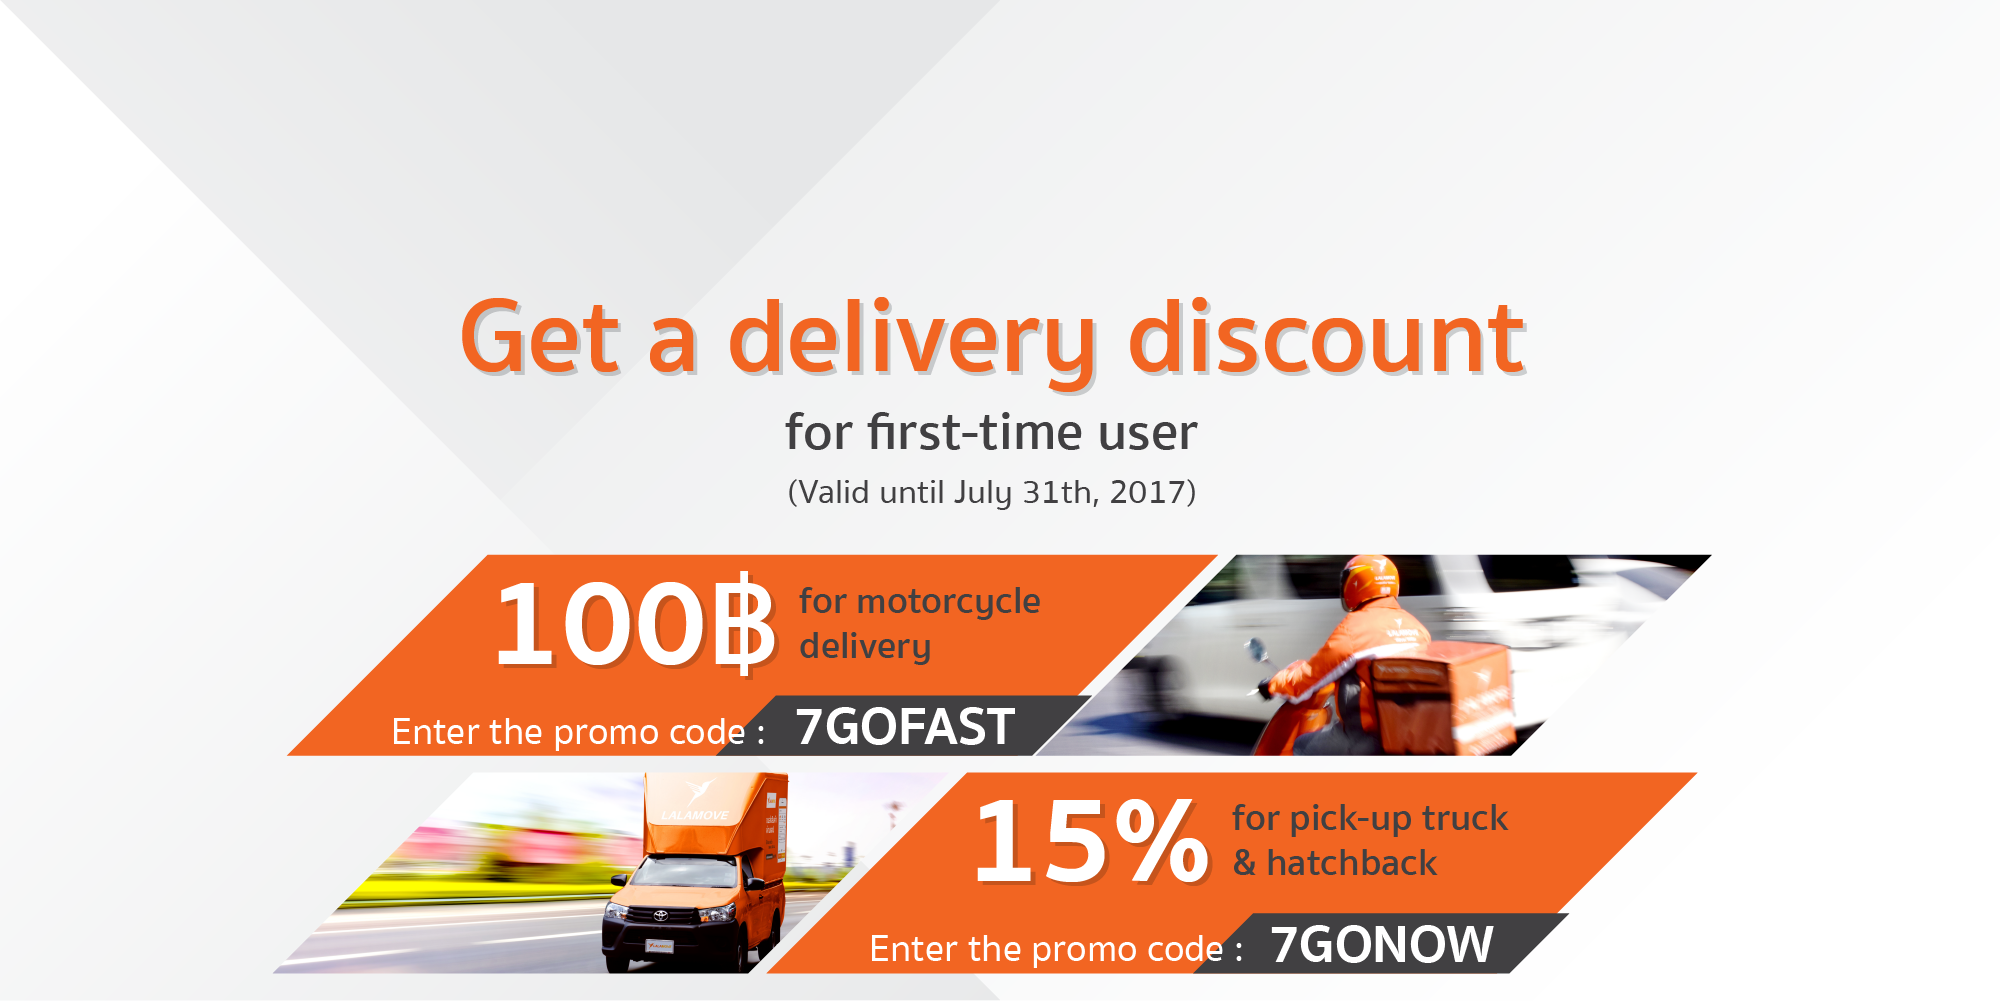 Get a delivery discount
for first-time user
(Valid until July 31th, 2017)
100฿
for motorcycle
delivery
Enter the promo code :
7GOFAST
LALAMOVE
15%
for pick-up truck
& hatchback
Enter the promo code :
7GONOW